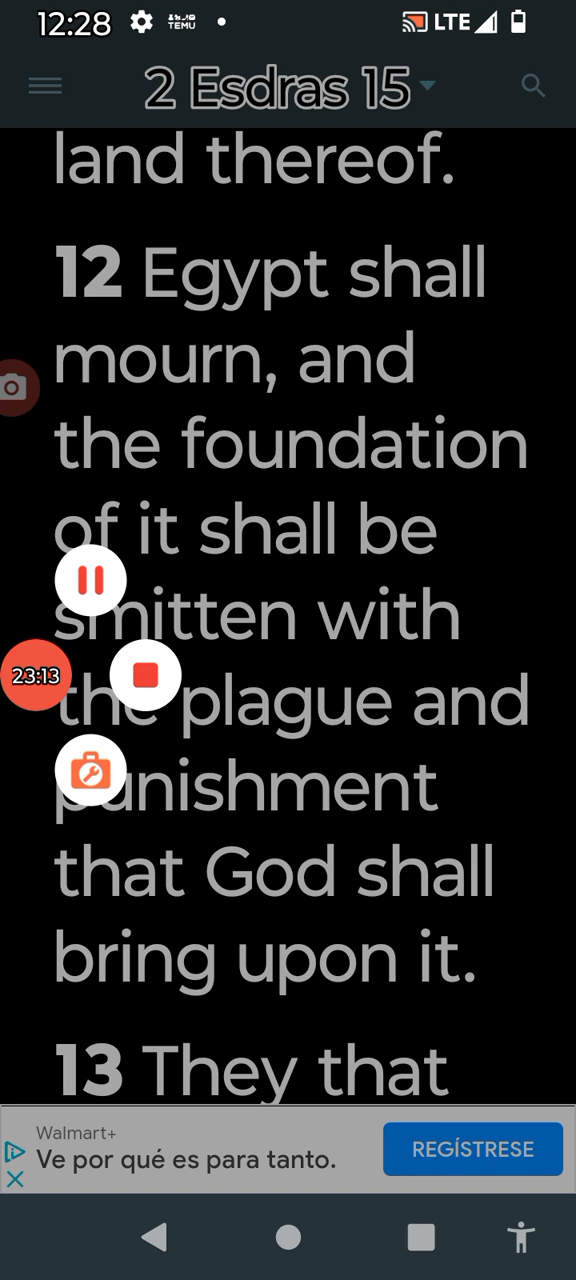 12:28 TEMU LTE
2 Esdras 15
land thereof.
12 Egypt shall
mourn, and
the foundation
of it shall be
smitten with
23:13
the plague and
punishment
that God shall
bring upon it.
13 They that
Walmart+
Ve por qué es para tanto.
REGÍSTRESE